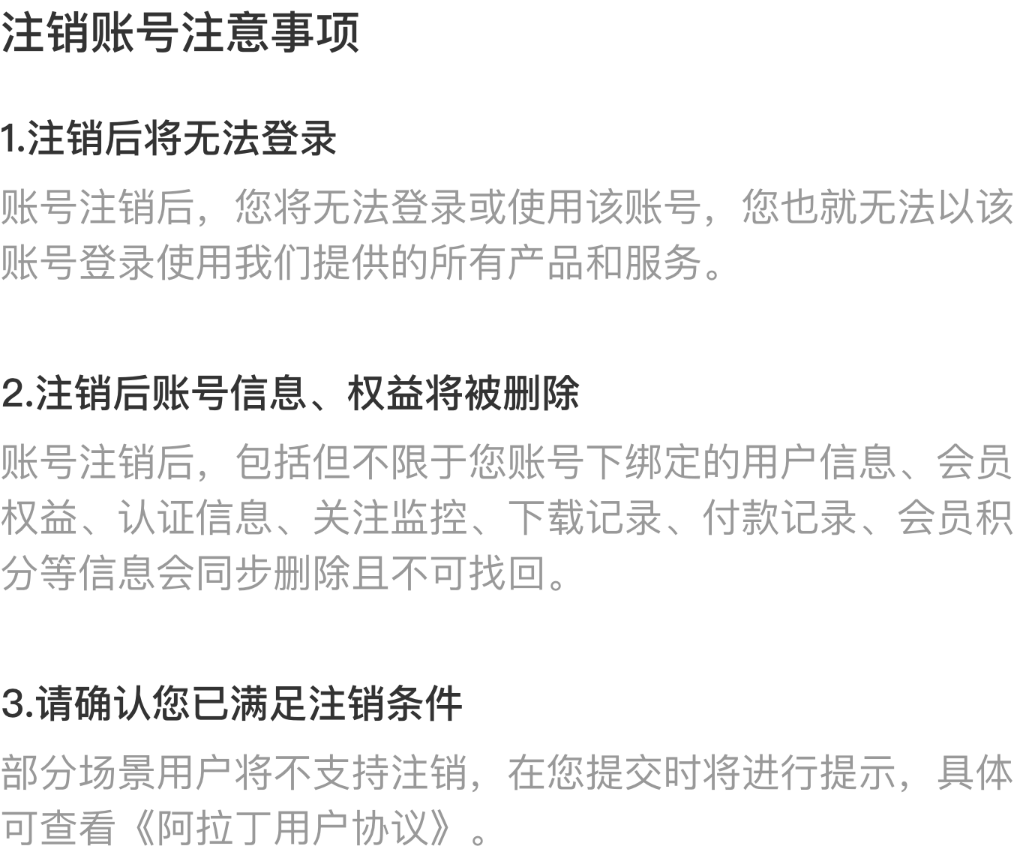 注销账号注意事项
1.注销后将无法登录
账号注销后，您将无法登录或使用该账号，您也就无法以该
账号登录使用我们提供的所有产品和服务。
2.注销后账号信息、权益将被删除
账号注销后，包括但不限于您账号下绑定的用户信息、会员
权益、认证信息、关注监控、下载记录、付款记录、会员积
分等信息会同步删除且不可找回。
3.请确认您已满足注销条件
部分场景用户将不支持注销，在您提交时将进行提示，具体
可查看《阿拉丁用户协议》。